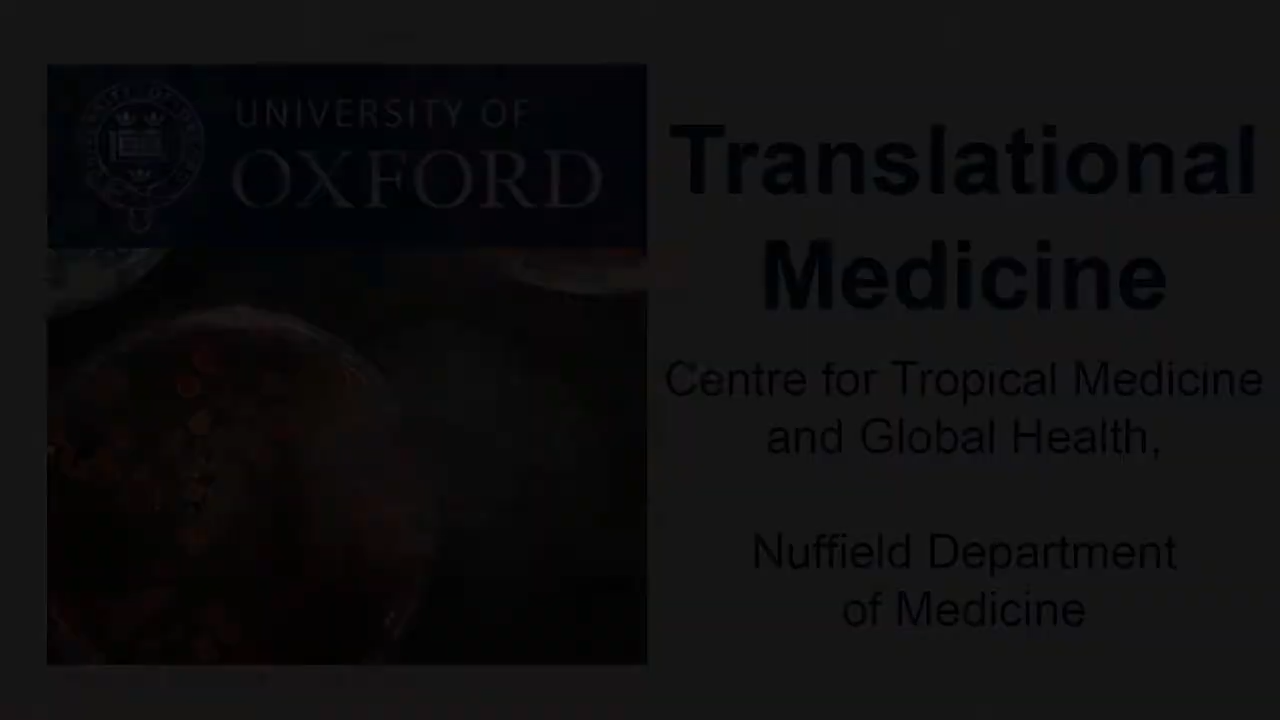 UNIVERSITY OF
OXFORD
Translational
Medicine
Centre for Tropical Medicine
and Global Health,
Nuffield Department
of Medicine